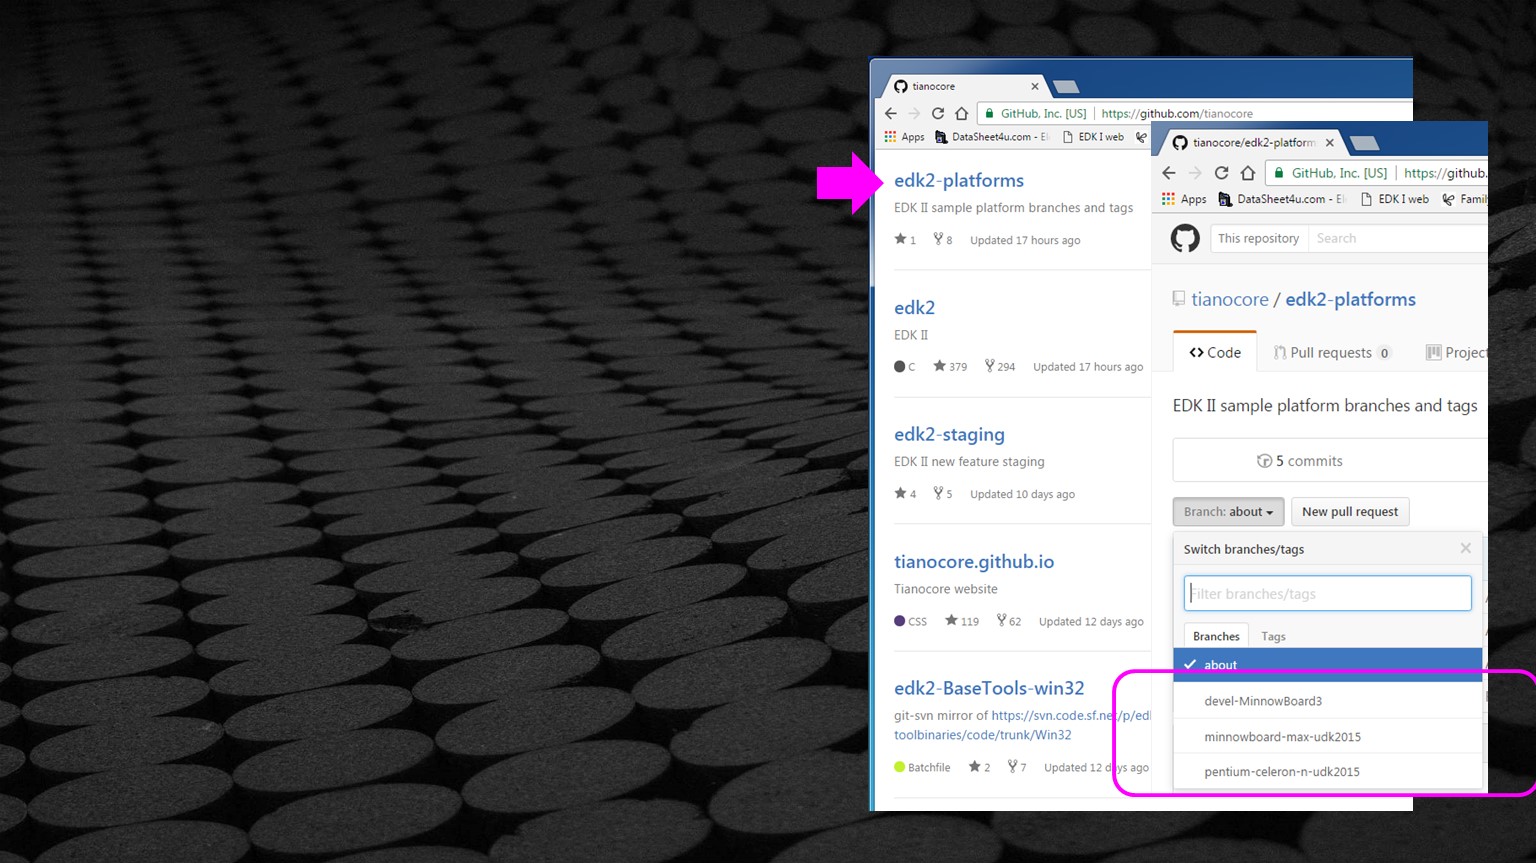 tianocore
GitHub, Inc. [US] https://github.com/tianocore
Apps DataSheet4u.com - El EDK I web
edk2-platforms
EDK II sample platform branches and tags
1 8 Updated 17 hours ago
edk2
EDK II
C 379 294 Updated 17 hours ago
edk2-staging
EDK II new feature staging
4 5 Updated 10 days ago
tianocore.github.io
Tianocore website
CSS 119 62 Updated 12 days ago
edk2-BaseTools-win32
git-svn mirror of https://svn.code.sf.net/p/edk
toolbinaries/code/trunk/Win32
Batchfile 2 7 Updated 12 days ago
tianocore/edk2-platform
GitHub, Inc. [US] https://github.
Apps DataSheet4u.com - El EDK I web Family
This repository Search
tianocore / edk2-platforms
Code Pull requests 0 Project
EDK II sample platform branches and tags
5 commits
Branch: about New pull request
Switch branches/tags
Filter branches/tags
Branches Tags
about
devel-MinnowBoard3
minnowboard-max-udk2015
pentium-celeron-n-udk2015